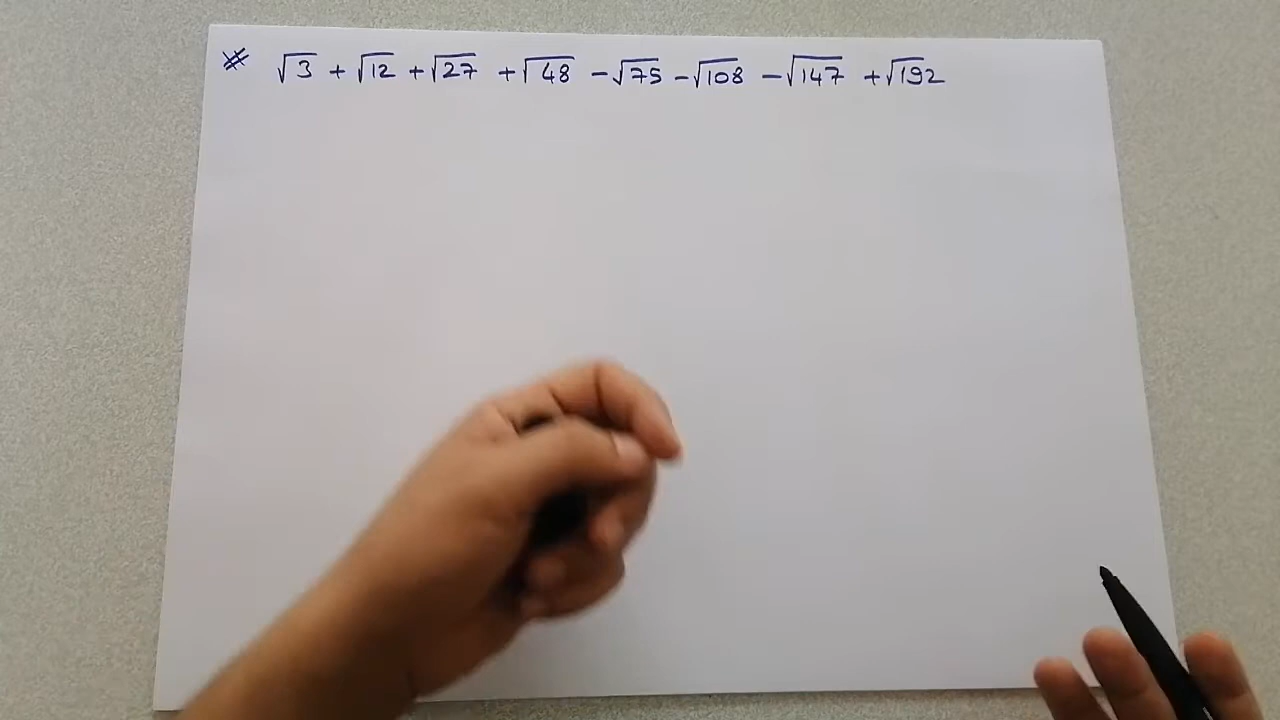 ※ √3 + √12 + √27 + √48 − √75 − √108 − √147 + √192